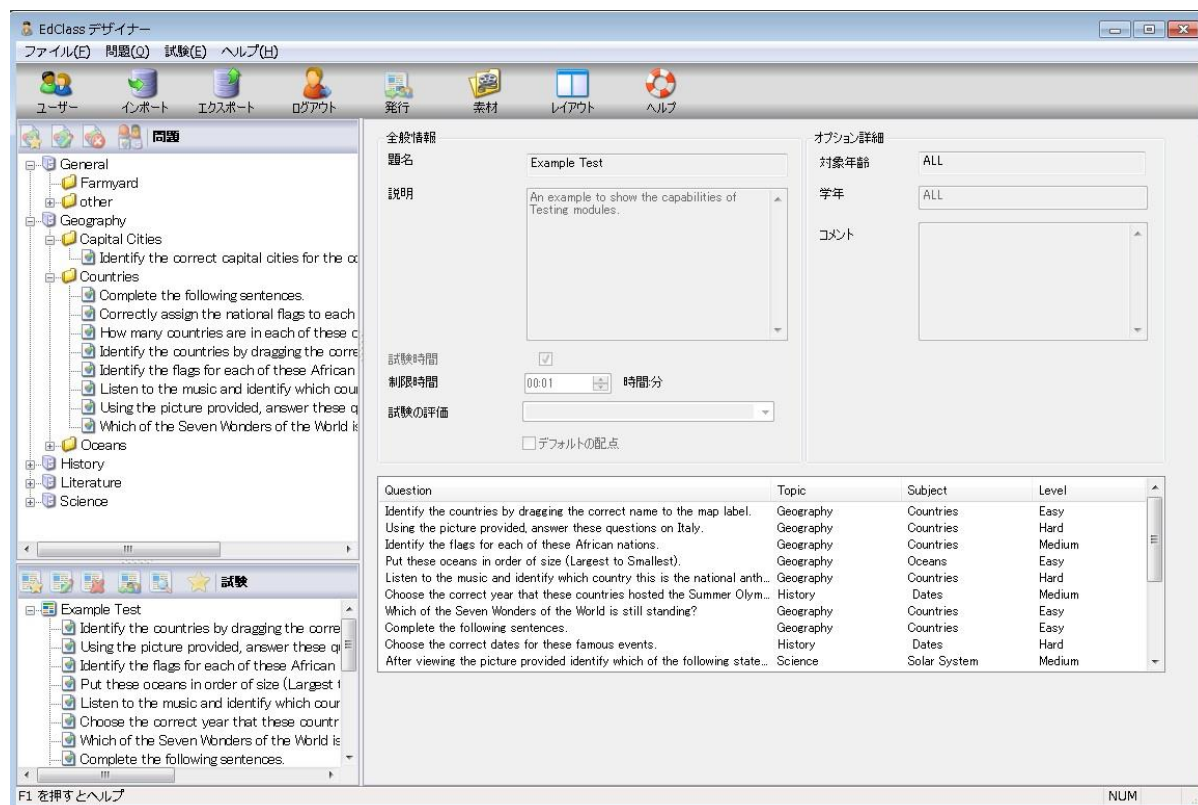 EdClass デザイナー
ファイル(F) 問題(Q) 試験(E) ヘルプ(H)
ユーザー インポート エクスポート ログアウト 発行 素材 レイアウト ヘルプ
問題
General
Farmyard
other
Geography
Capital Cities
Identify the correct capital cities for the co
Countries
Complete the following sentences.
Correctly assign the national flags to each
How many countries are in each of these c
Identify the countries by dragging the corre
Identify the flags for each of these African
Listen to the music and identify which cour
Using the picture provided, answer these q
Which of the Seven Wonders of the World is
Oceans
History
Literature
Science
試験
Example Test
Identify the countries by dragging the corre
Using the picture provided, answer these qu
Identify the flags for each of these African
Put these oceans in order of size (Largest t
Listen to the music and identify which cour
Choose the correct year that these countr
Which of the Seven Wonders of the World is
Complete the following sentences.
全般情報
題名 Example Test
説明 An example to show the capabilities of
Testing modules.
試験時間
制限時間 00:01 時間:分
試験の評価
デフォルトの配点
オプション詳細
対象年齢 ALL
学年 ALL
コメント
Question Topic Subject Level
Identify the countries by dragging the correct name to the map label. Geography Countries Easy
Using the picture provided, answer these questions on Italy. Geography Countries Hard
Identify the flags for each of these African nations. Geography Countries Medium
Put these oceans in order of size (Largest to Smallest). Geography Oceans Easy
Listen to the music and identify which country this is the national anth... Geography Countries Hard
Choose the correct year that these countries hosted the Summer Olym... History Dates Medium
Which of the Seven Wonders of the World is still standing? Geography Countries Easy
Complete the following sentences. Geography Countries Easy
Choose the correct dates for these famous events. History Dates Hard
After viewing the picture provided identify which of the following state... Science Solar System Medium
F1 を押すとヘルプ NUM